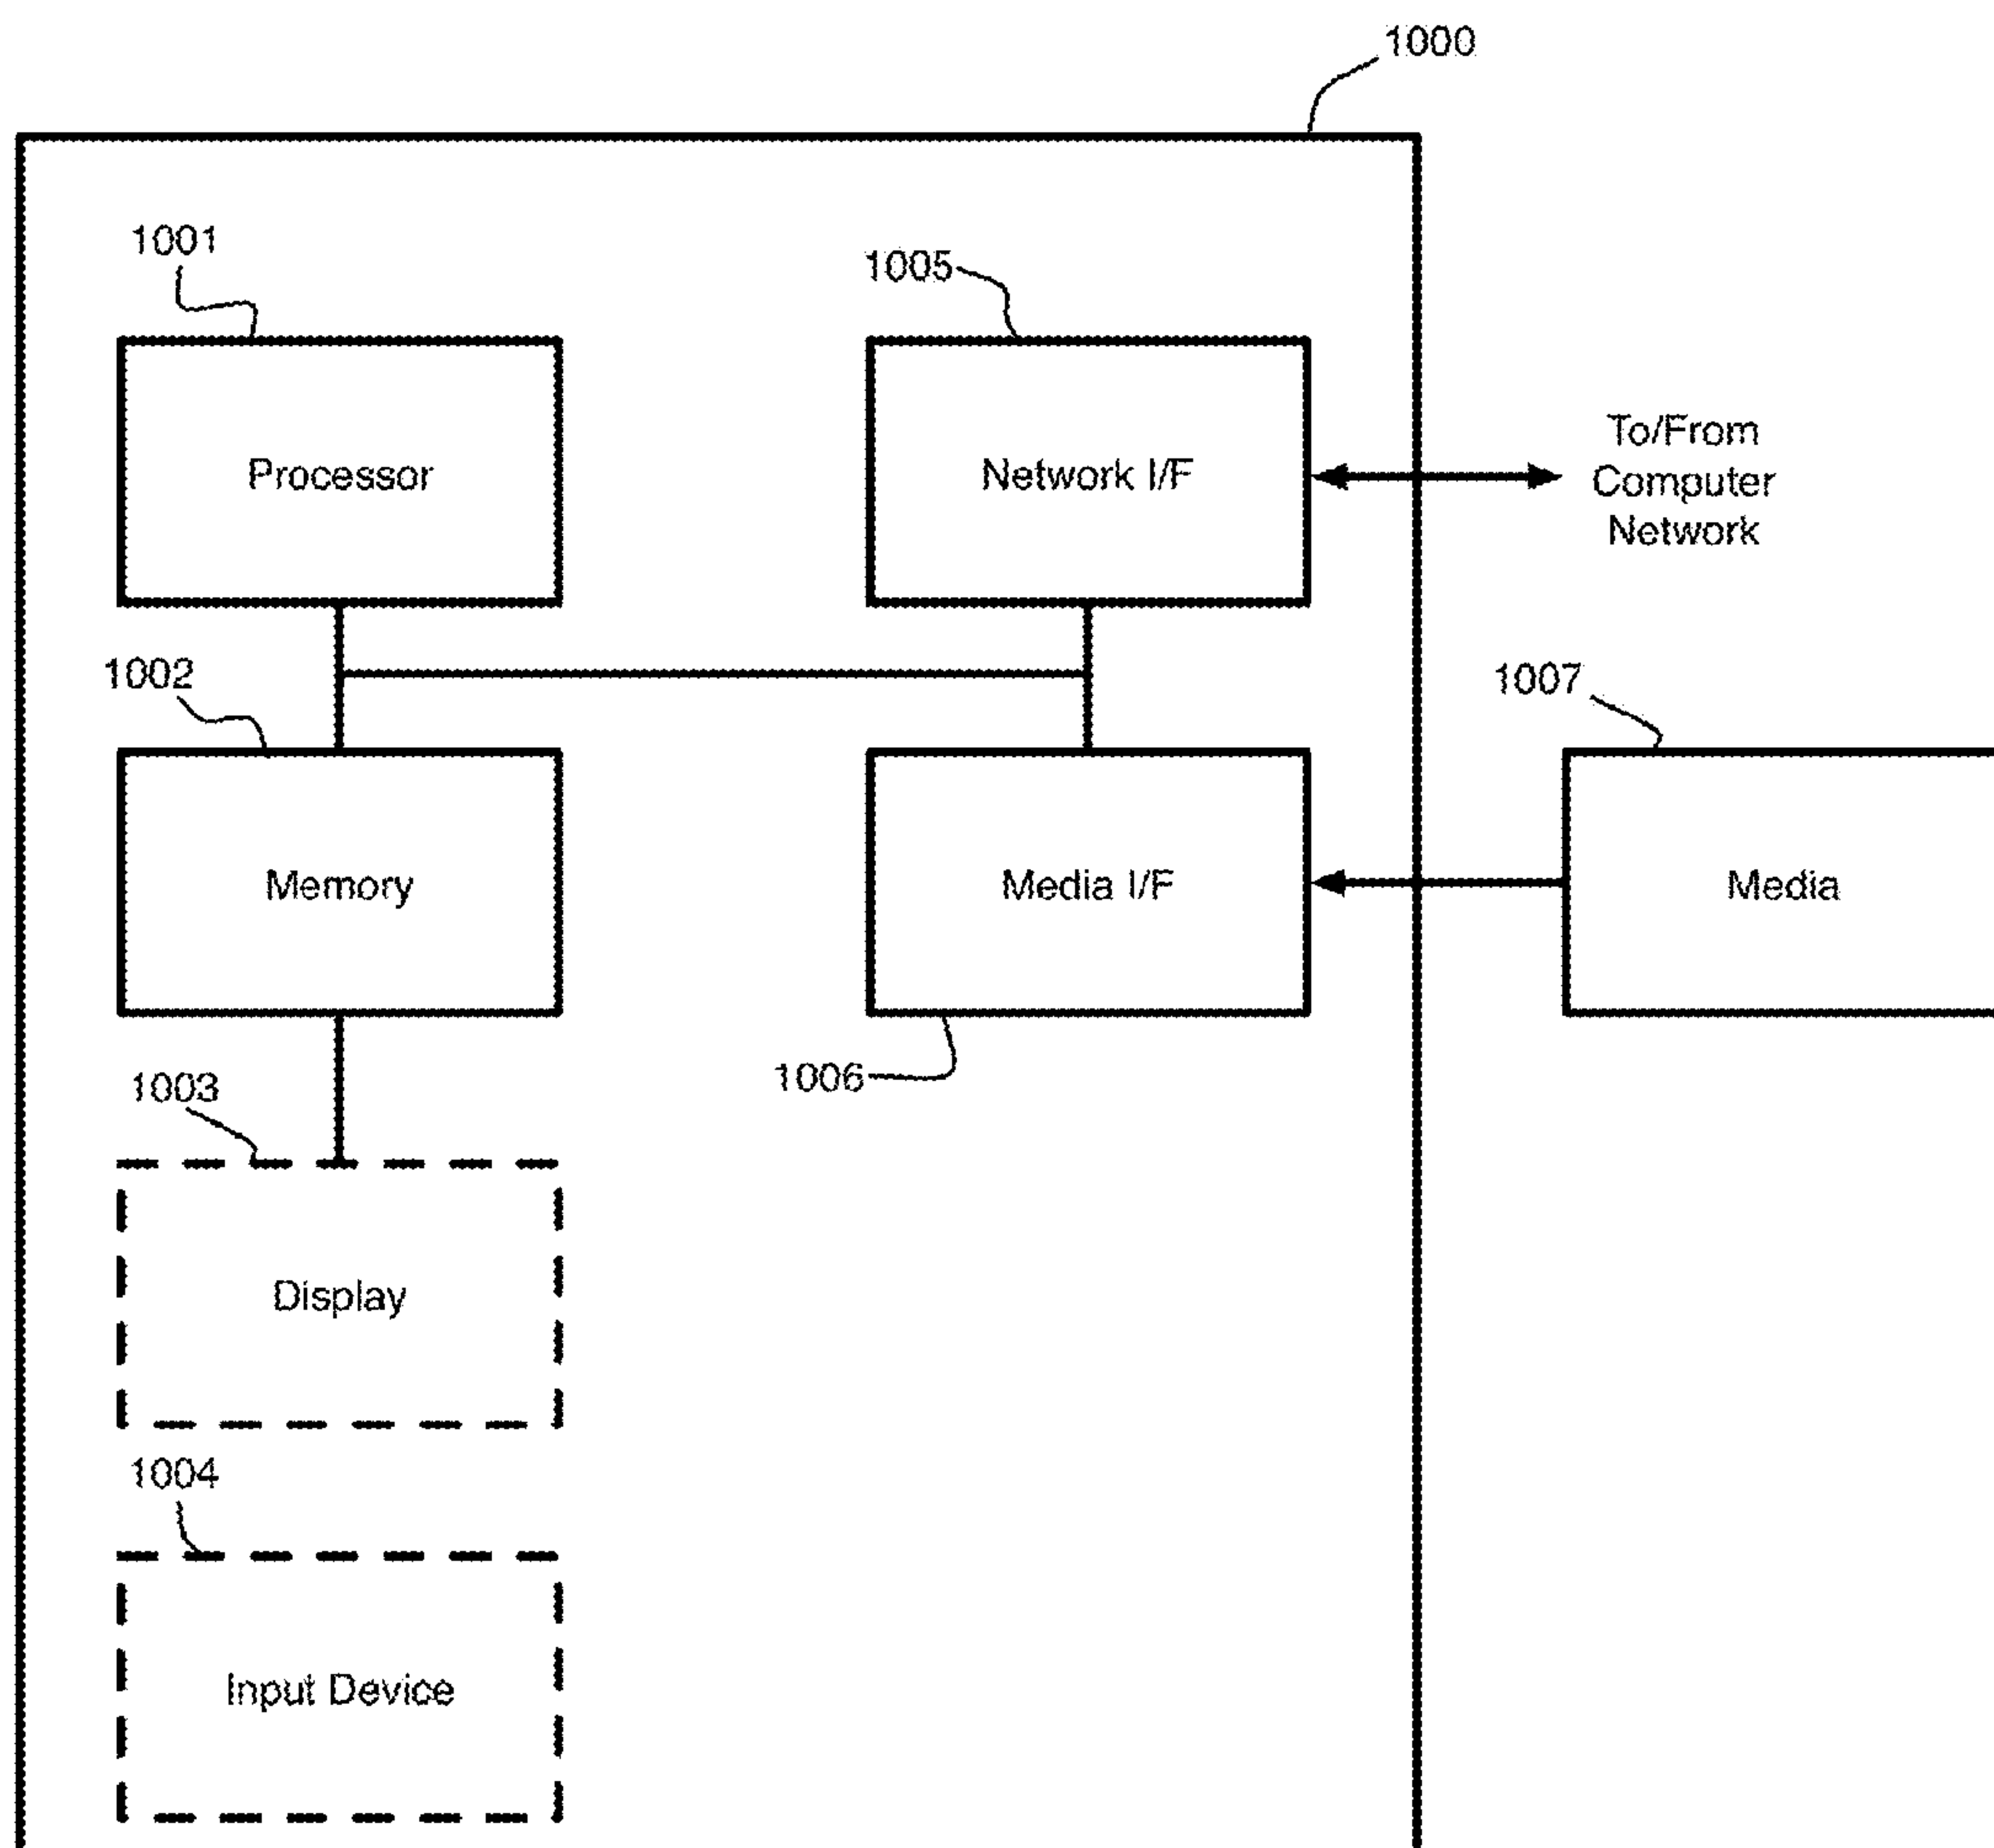 1000
1001
1005
Processor
Network I/F
To/From
Computer
Network
1002
1007
Memory
Media I/F
Media
1003
1006
Display
1004
Input Device